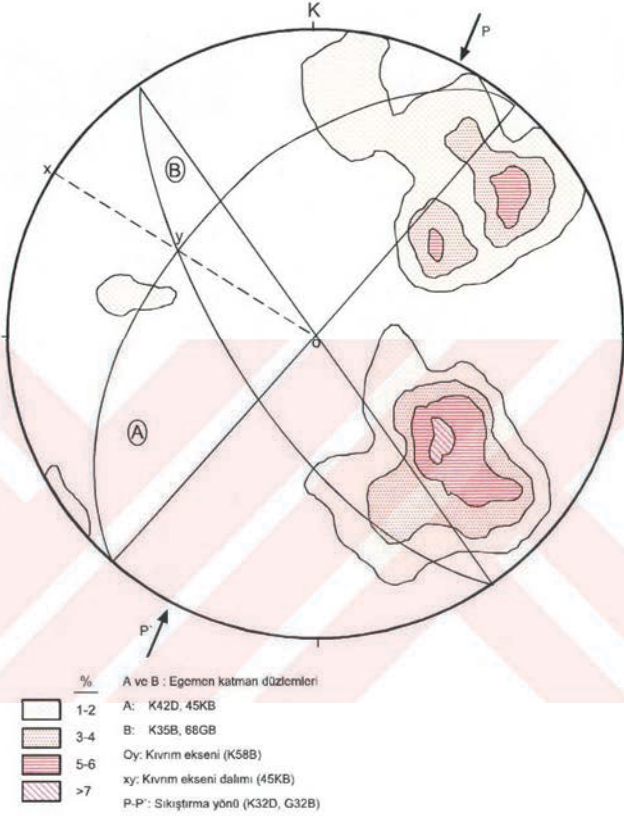 K
P
B
x
y
o
A
P`
%
1-2
3-4
5-6
>7
A ve B : Egemen katman düzlemleri
A: K42D, 45KB
B: K35B, 68GB
Oy: Kıvrım ekseni (K58B)
xy: Kıvrım ekseni dalımı (45KB)
P-P`: Sıkıştırma yönü (K32D, G32B)